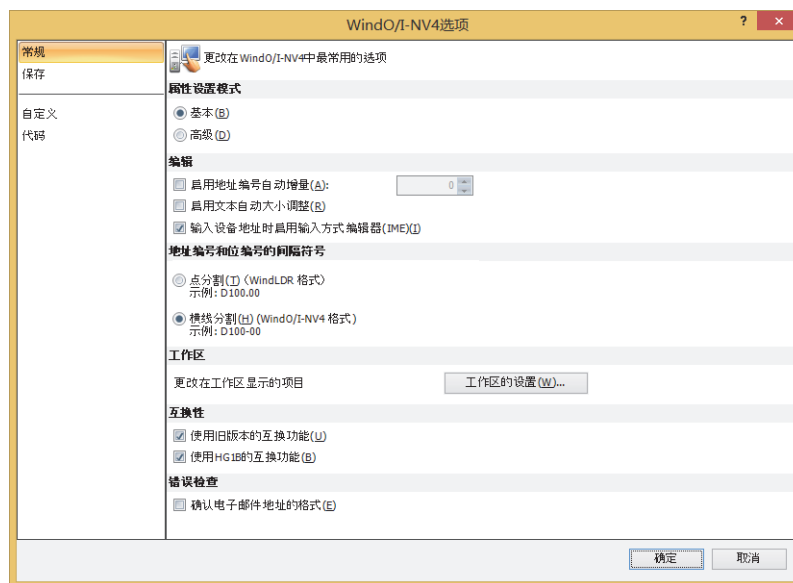 WindO/I-NV4选项
?
常规
保存
自定义
代码
更改在WindO/I-NV4中最常用的选项
属性设置模式
基本(B)
高级(D)
编辑
启用地址编号自动增量(A):
0
启用文本自动大小调整(R)
输入设备地址时启用输入方式编辑器(IME)(I)
地址编号和位编号的间隔符号
点分割(T)（WindLDR 格式）
示例: D100.00
横线分割(H) (WindO/I-NV4 格式)
示例: D100-00
工作区
更改在工作区显示的项目
工作区的设置(W)...
互换性
使用旧版本的互换功能(U)
使用HG1B的互换功能(B)
错误检查
确认电子邮件地址的格式(E)
确定
取消